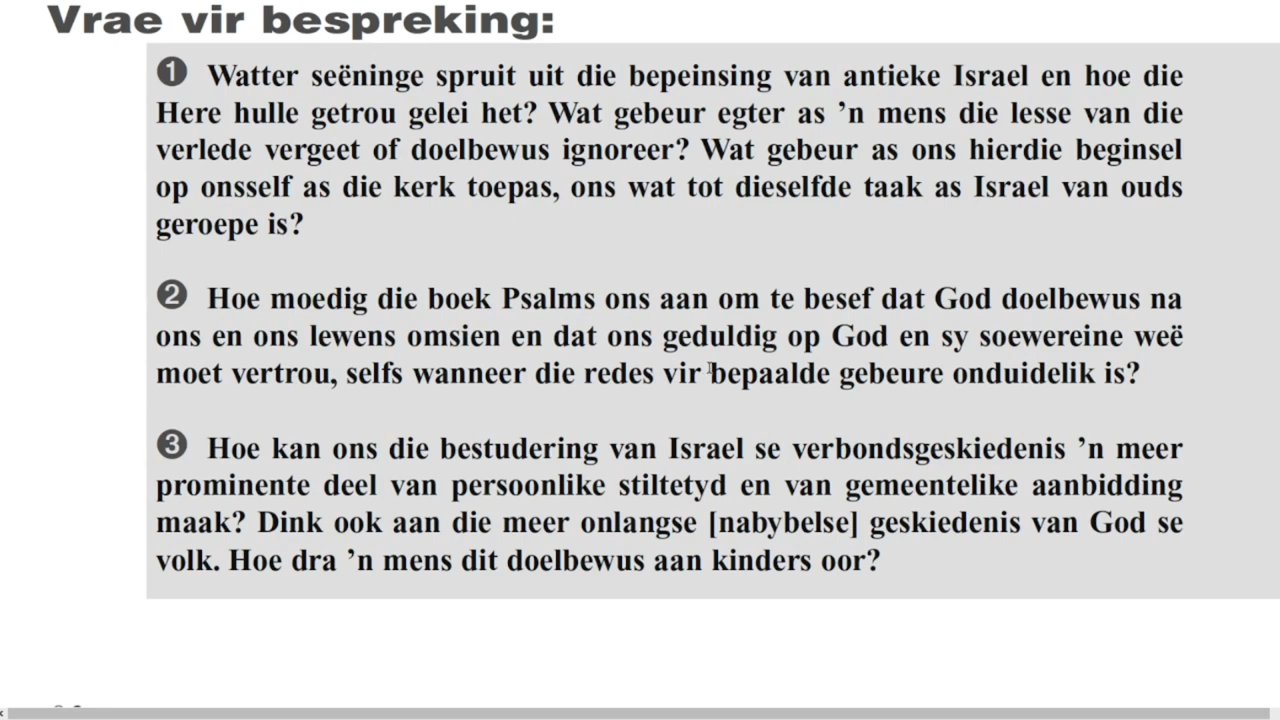 Vrae vir bespreking:
❶ Watter seëninge spruit uit die bepeinsing van antieke Israel en hoe die
Here hulle getrou gelei het? Wat gebeur egter as ’n mens die lesse van die
verlede vergeet of doelbewus ignoreer? Wat gebeur as ons hierdie beginsel
op onsself as die kerk toepas, ons wat tot dieselfde taak as Israel van ouds
geroepe is?
❷ Hoe moedig die boek Psalms ons aan om te besef dat God doelbewus na
ons en ons lewens omsien en dat ons geduldig op God en sy soewereine weë
moet vertrou, selfs wanneer die redes vir bepaalde gebeure onduidelik is?
❸ Hoe kan ons die bestudering van Israel se verbondsgeskiedenis ’n meer
prominente deel van persoonlike stiltetyd en van gemeentelike aanbidding
maak? Dink ook aan die meer onlangse [nabybelse] geskiedenis van God se
volk. Hoe dra ’n mens dit doelbewus aan kinders oor?